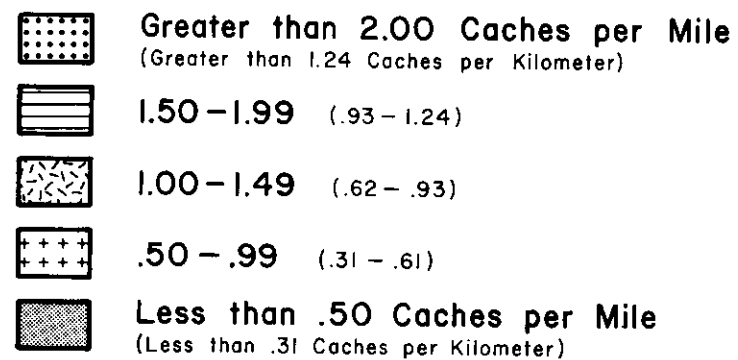 Greater than 2.00 Caches per Mile
(Greater than 1.24 Caches per Kilometer)
1.50 – 1.99 (.93 – 1.24)
1.00 – 1.49 (.62 – .93)
.50 – .99 (.31 – .61)
Less than .50 Caches per Mile
(Less than .31 Caches per Kilometer)